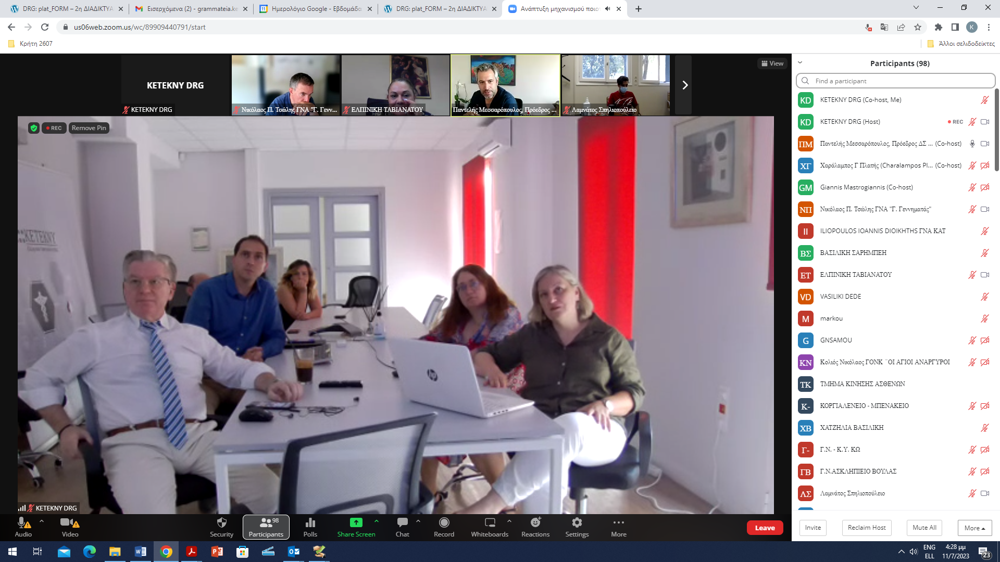 DRG: plat_FORM – 2η ΔΙΑΔΙΚΤΥΑ
Εισερχόμενα (2) - grammateia.ke
Ημερολόγιο Google - Εβδομάδα
DRG: plat_FORM – 2η ΔΙΑΔΙΚΤΥΑ
Ανάπτυξη μηχανισμού ποιοτ
us06web.zoom.us/wc/89909440791/start
K
Κρήτη 2607
Άλλοι σελιδοδείκτες
KETEKNY DRG
KETEKNY DRG
Νικόλαος Π. Τσώλης ΓΝΑ "Γ. Γενν...
ΕΛΠΙΝΙΚΗ ΤΑΒΙΑΝΑΤΟΥ
Παντελής Μεσσαρόπουλος, Πρόεδρος ...
Λαμνάτος Σπηλιοπούλειο
View
REC
Remove Pin
KETEKNY
hp
KETEKNY DRG
Participants (98)
Find a participant
KD KETEKNY DRG (Co-host, Me)
KD KETEKNY DRG (Host) REC
ΠΜ Παντελής Μεσσαρόπουλος, Πρόεδρος ΔΣ ... (Co-host)
ΧΓ Χαράλαμπος Γ Πλατής (Charalampos Pl... (Co-host)
GM Giannis Mastrogiannis (Co-host)
ΝΠ Νικόλαος Π. Τσώλης ΓΝΑ "Γ. Γεννηματάς"
II ILIOPOULOS IOANNIS DIOIKHTHS ΓΝΑ ΚΑΤ
ΒΣ ΒΑΣΙΛΙΚΗ ΣΑΡΗΜΠΕΗ
ΕΤ ΕΛΠΙΝΙΚΗ ΤΑΒΙΑΝΑΤΟΥ
VD VASILIKI DEDE
M markou
G GNSAMOU
ΚΝ Κολιός Νικόλαος ΓΟΝΚ ¨ΟΙ ΑΓΙΟΙ ΑΝΑΡΓΥΡΟΙ
ΤΚ ΤΜΗΜΑ ΚΙΝΗΣΗΣ ΑΣΘΕΝΩΝ
Κ- ΚΟΡΓΙΑΛΕΝΕΙΟ - ΜΠΕΝΑΚΕΙΟ
ΧΒ ΧΑΤΖΗΛΙΑ ΒΑΣΙΛΙΚΗ
Γ- Γ.Ν. - Κ.Υ. ΚΩ
ΓΒ Γ.Ν.ΑΣΚΛΗΠΙΕΙΟ ΒΟΥΛΑΣ
ΛΣ Λαμνάτος Σπηλιοπούλειο
Invite
Reclaim Host
Mute All
More
Audio
Video
Security
98
Participants
Polls
Share Screen
Chat
Record
Whiteboards
Reactions
Settings
More
Leave
ENG
ELL
4:28 μμ
11/7/2023
23